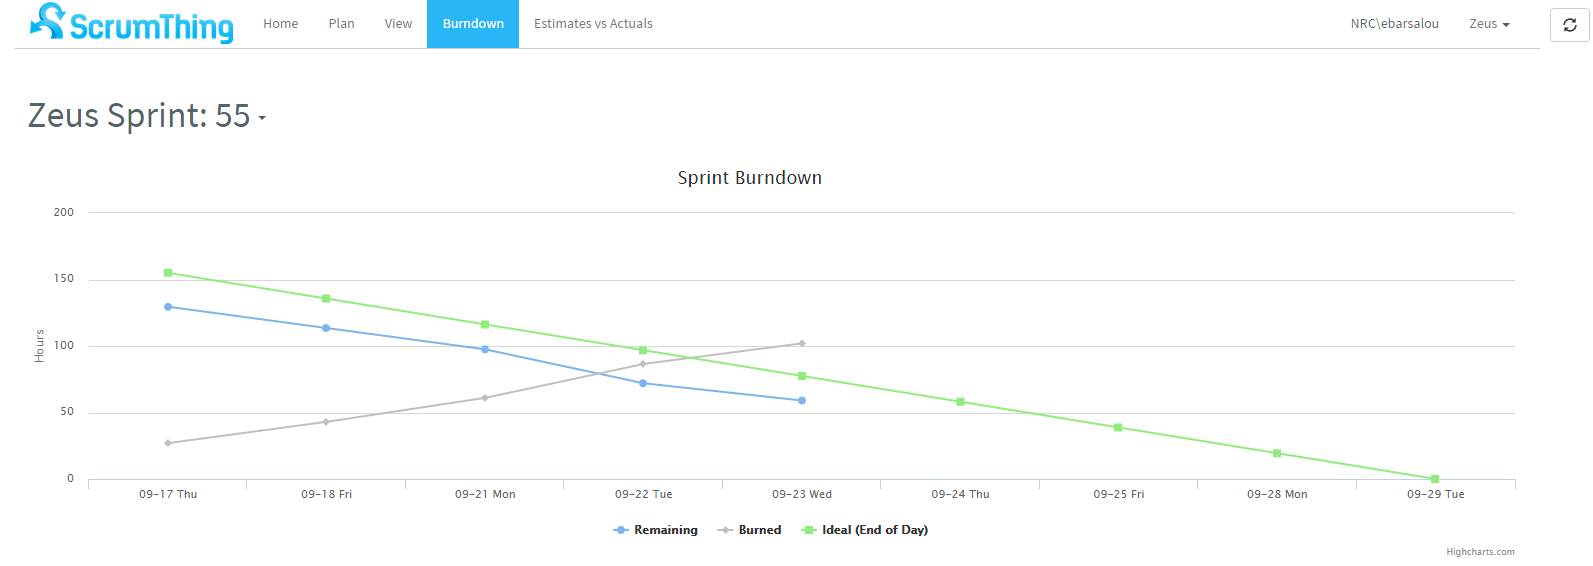 ScrumThing Home Plan View Burndown Estimates vs Actuals NRC\ebarsalou Zeus
Zeus Sprint: 55
Sprint Burndown
200
150
100
50
0
Hours
09-17 Thu 09-18 Fri 09-21 Mon 09-22 Tue 09-23 Wed 09-24 Thu 09-25 Fri 09-28 Mon 09-29 Tue
Remaining Burned Ideal (End of Day)
Highcharts.com